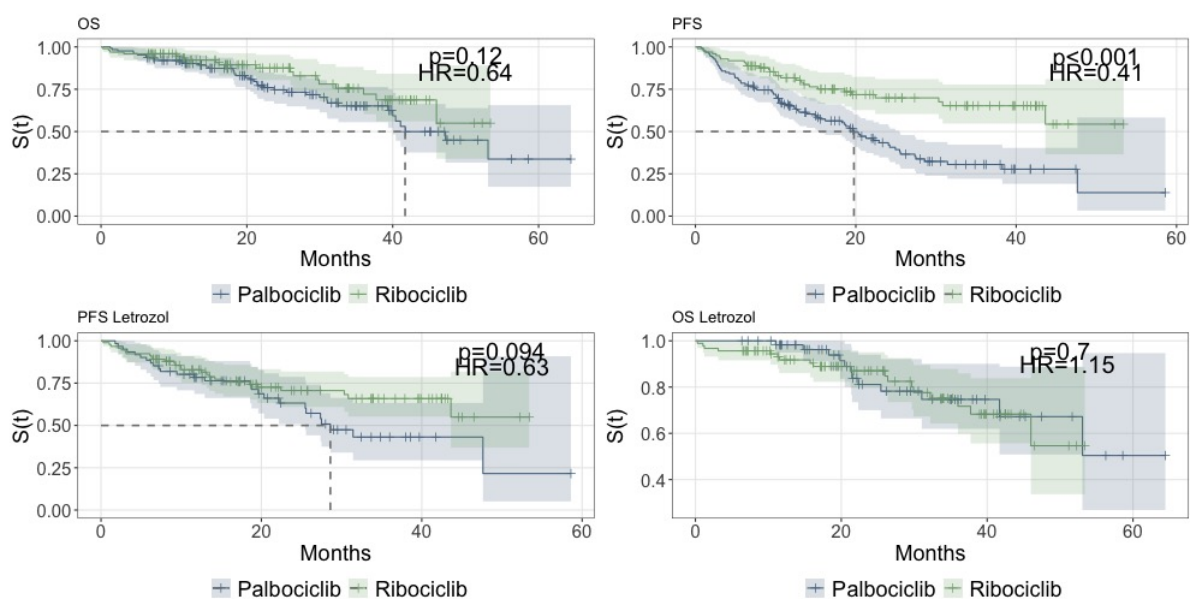 OS
p=0.12
HR=0.64
S(t)
1.00
0.75
0.50
0.25
0.00
0 20 40 60
Months
Palbociclib Ribociclib
PFS
p≤0.001
HR=0.41
S(t)
1.00
0.75
0.50
0.25
0.00
0 20 40 60
Months
Palbociclib Ribociclib
PFS Letrozol
p=0.094
HR=0.63
S(t)
1.00
0.75
0.50
0.25
0.00
0 20 40 60
Months
Palbociclib Ribociclib
OS Letrozol
p=0.7
HR=1.15
S(t)
1.0
0.8
0.6
0.4
0 20 40 60
Months
Palbociclib Ribociclib